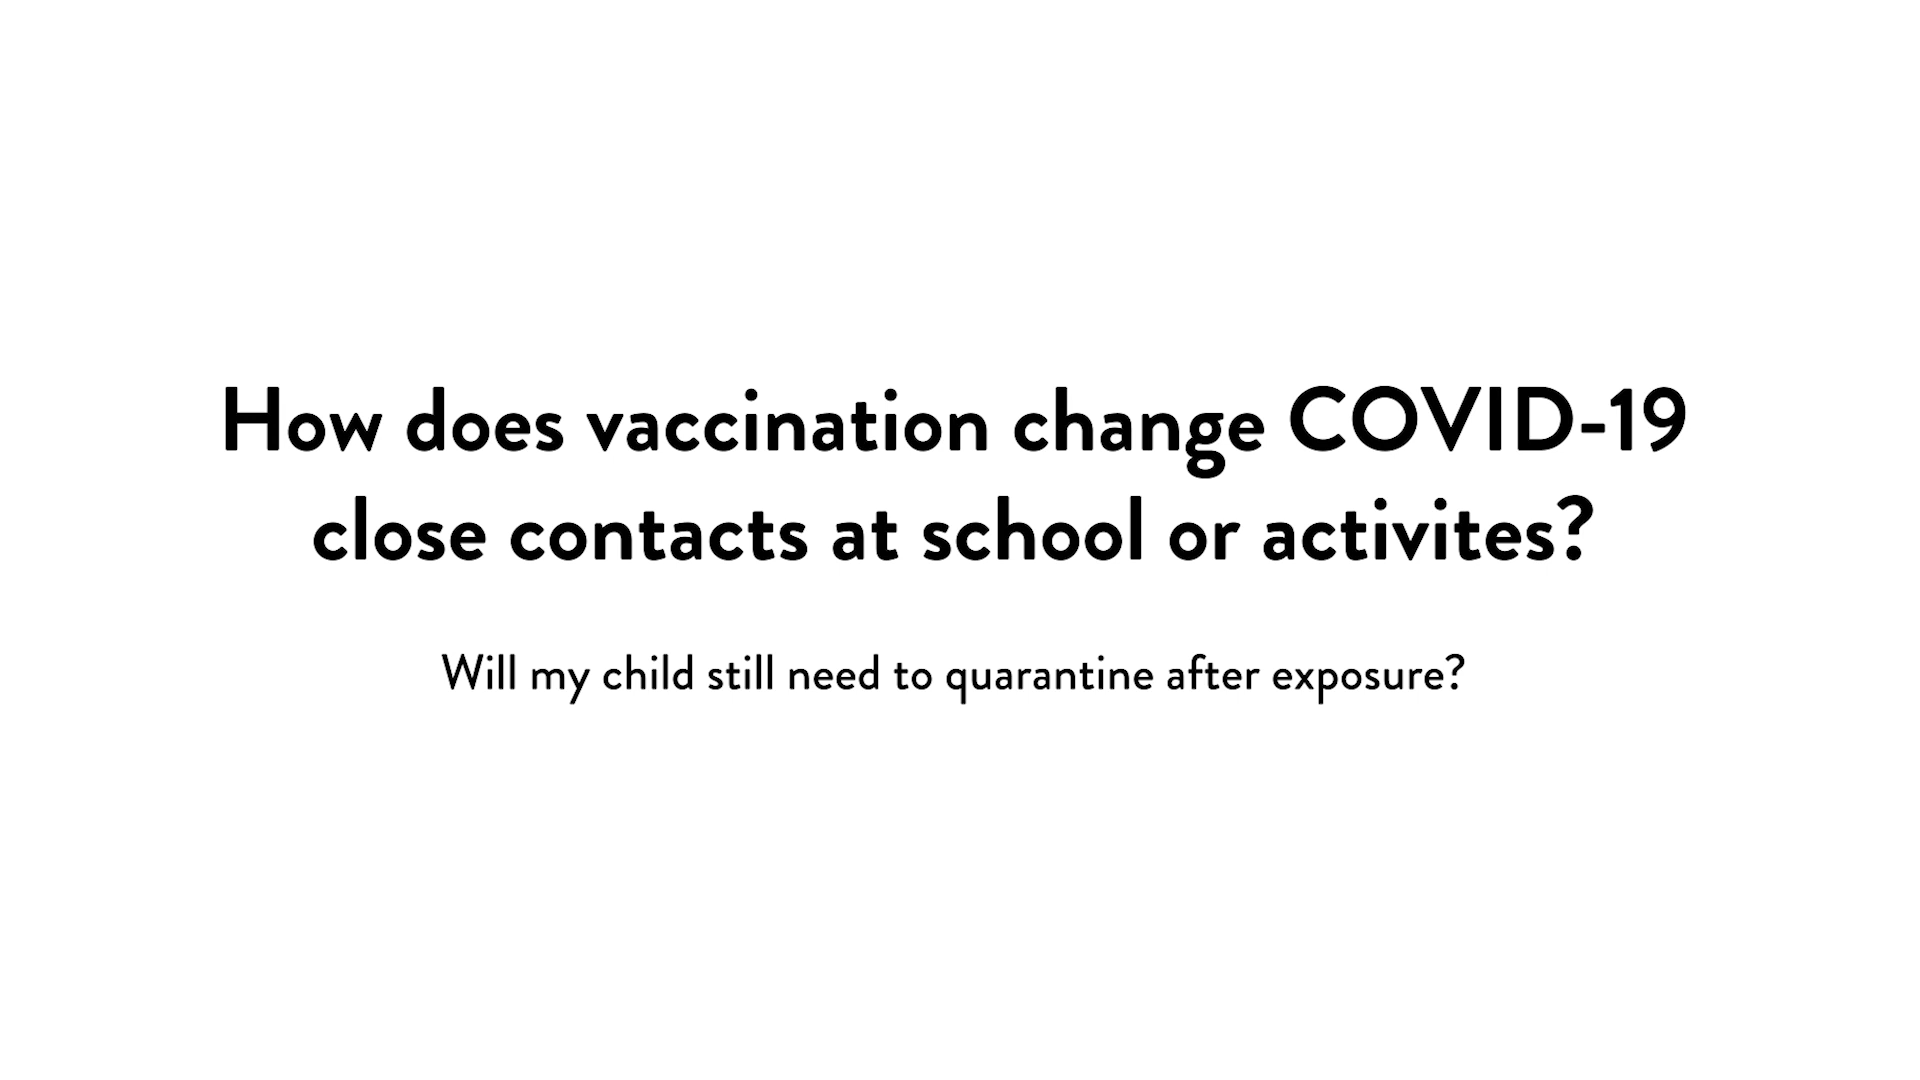 How does vaccination change COVID-19
close contacts at school or activites?
Will my child still need to quarantine after exposure?